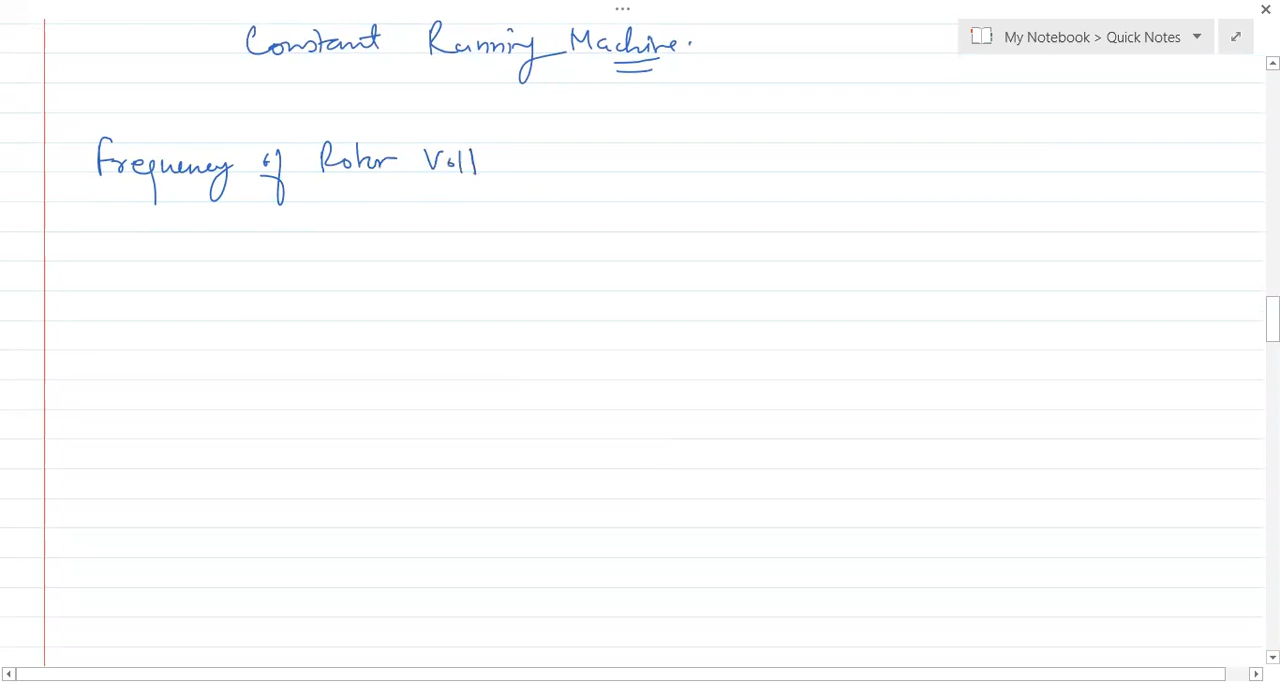 Constant Running Machine.
My Notebook > Quick Notes
Frequency of Rotor Voll